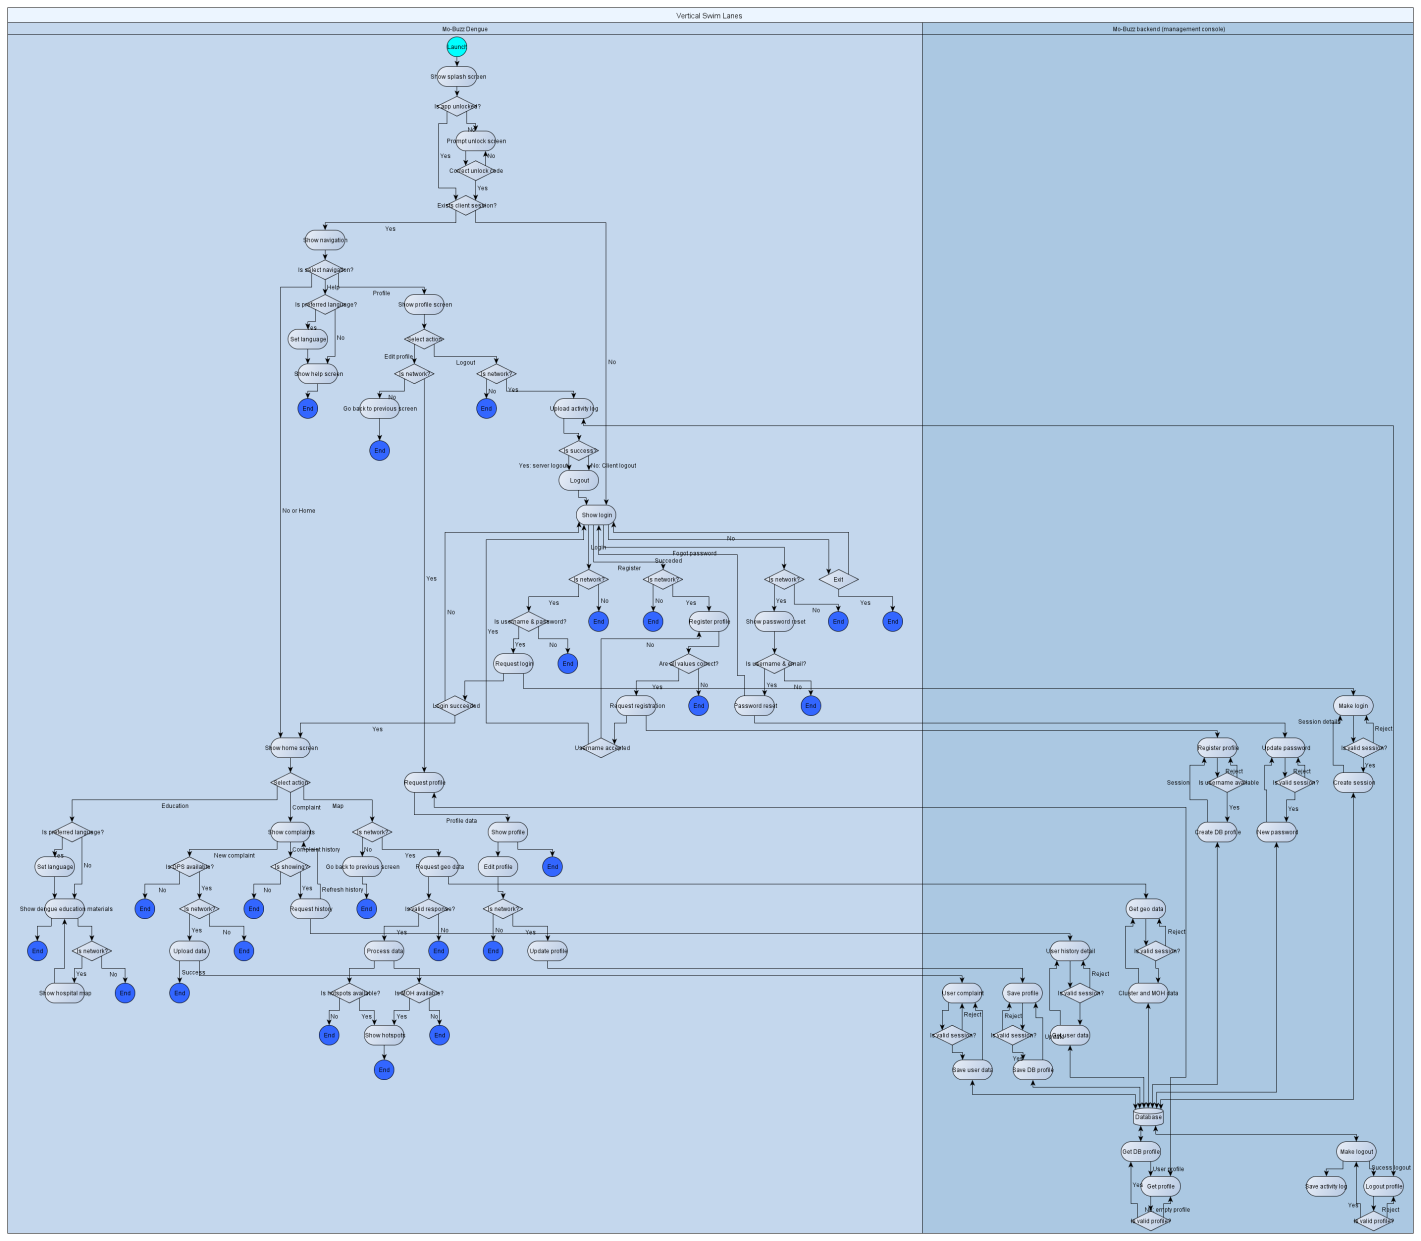 Vertical Swim Lanes
Mo-Buzz Dengue
Mo-Buzz backend (management console)
Launch
Show splash screen
Is app unlocked?
No
Prompt unlock screen
Yes
No
Correct unlock code
Yes
Exists client session?
Yes
Show navigation
Is select navigation?
Help
Profile
Is preferred language?
Show profile screen
Yes
Set language
No
Select action
Edit profile
Logout
No
Show help screen
Is network?
Is network?
No
No
Yes
End
Go back to previous screen
End
Upload activity log
End
Is success?
Yes: server logout
No: Client logout
Logout
No or Home
Show login
No
Login
Fogot password
Succeded
Register
Yes
Is network?
Is network?
Is network?
Exit
Yes
No
No
Yes
Yes
No
Yes
No
Is username & password?
End
End
Register profile
Show password reset
End
End
Yes
Yes
No
No
Request login
End
Are all values correct?
Is username & email?
Yes
No
Yes
No
Login succeeded
Request registration
End
Password reset
End
Make login
Session details
Reject
Yes
Show home screen
Username accepted
Register profile
Update password
Is valid session?
Yes
Select action
Request profile
Session
Reject
Is username available
Reject
Is valid session?
Create session
Education
Complaint
Map
Yes
Yes
Profile data
Is preferred language?
Show complaints
Is network?
Show profile
Create DB profile
New password
Yes
New complaint
Complaint history
No
Yes
No
Set language
Is GPS available?
Is showing?
Go back to previous screen
Request geo data
Edit profile
End
No
Yes
No
Yes
Refresh history
Show dengue education materials
End
Is network?
End
Request history
End
Is valid response?
Is network?
Get geo data
Yes
No
Yes
No
No
Yes
Reject
End
Is network?
Upload data
End
Process data
End
End
Update profile
User history detail
Is valid session?
Yes
No
Success
Reject
Show hospital map
End
End
Is hotspots available?
Is MOH available?
User complaint
Save profile
Is valid session?
Cluster and MOH data
No
Yes
Yes
No
Reject
Reject
End
Show hotspots
End
Is valid session?
Is valid session?
Update
Get user data
Yes
End
Save user data
Save DB profile
Database
Get DB profile
Make logout
User profile
Sucess logout
Yes
Get profile
Save activity log
Logout profile
No: empty profile
Yes
Reject
Is valid profile?
Is valid profile?